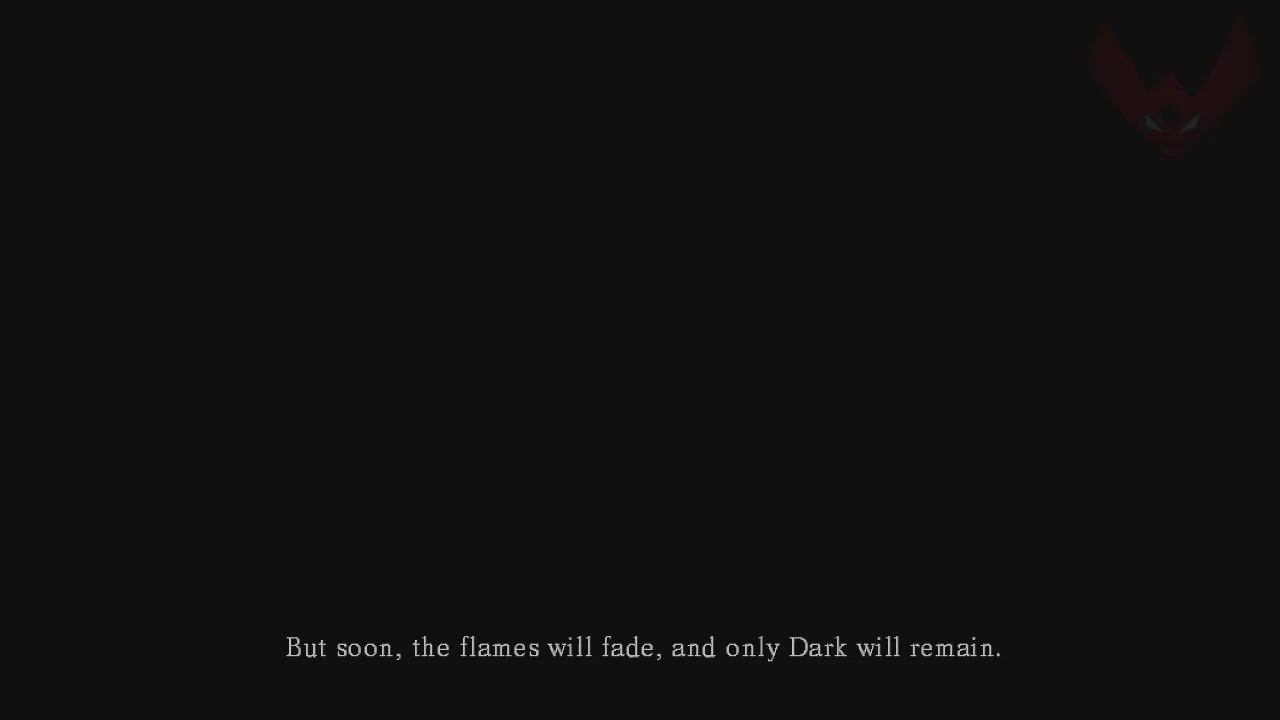 But soon, the flames will fade, and only Dark will remain.